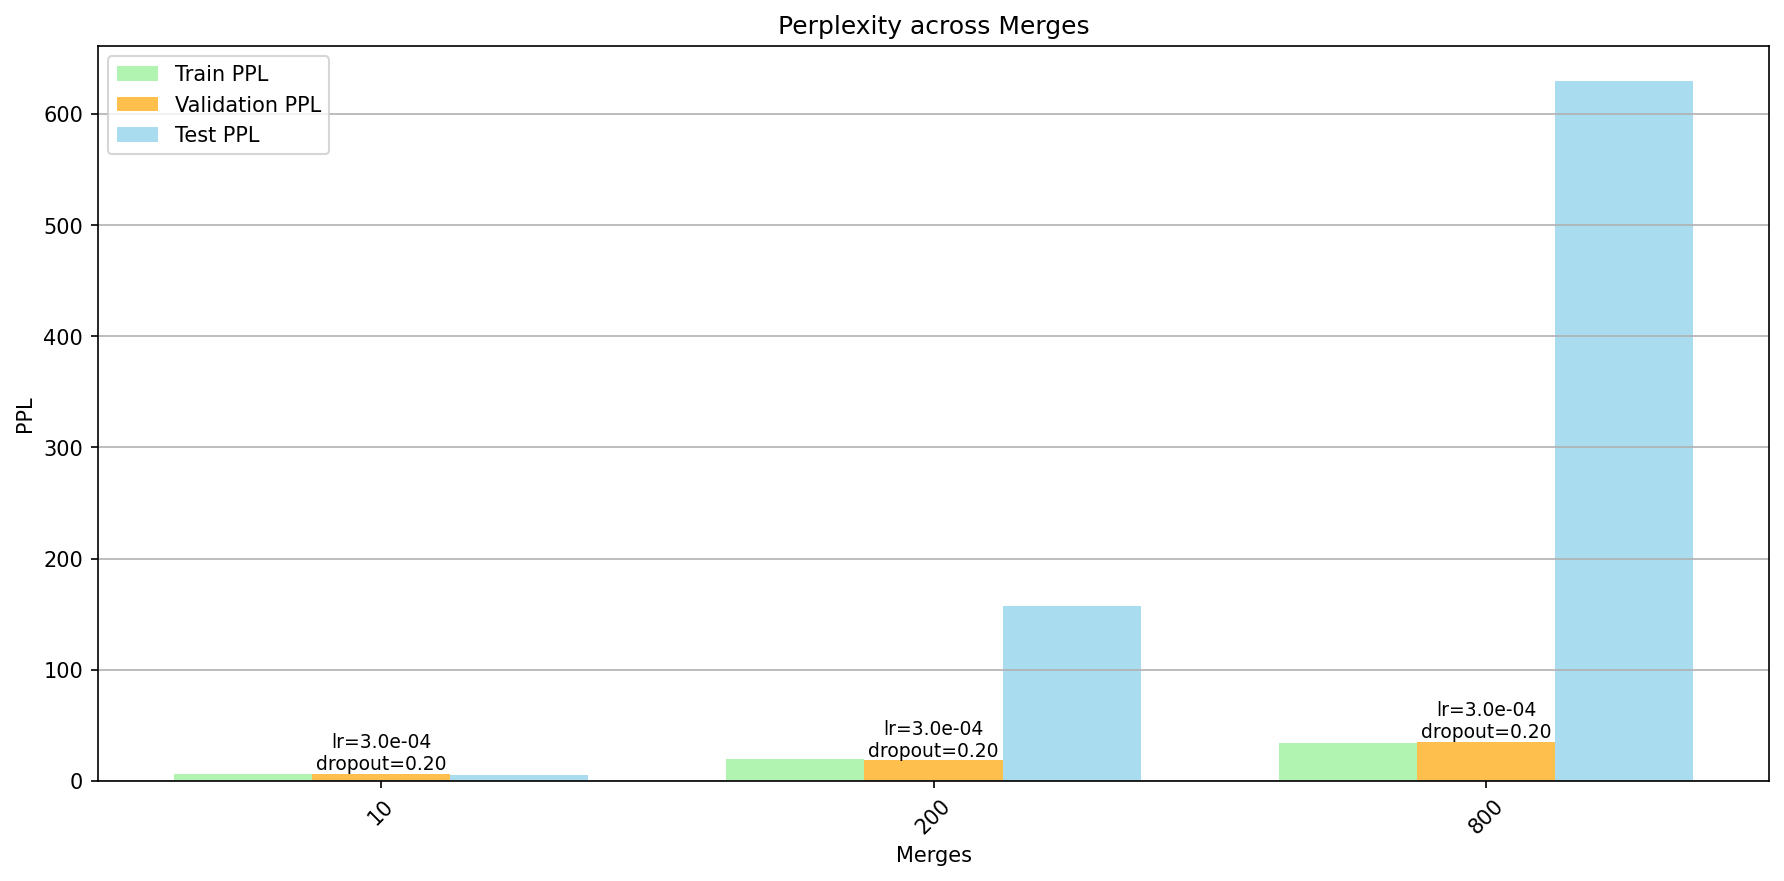 Perplexity across Merges
Train PPL
Validation PPL
Test PPL
600
500
400
300
200
100
0
PPL
lr=3.0e-04
dropout=0.20
lr=3.0e-04
dropout=0.20
lr=3.0e-04
dropout=0.20
10
200
800
Merges